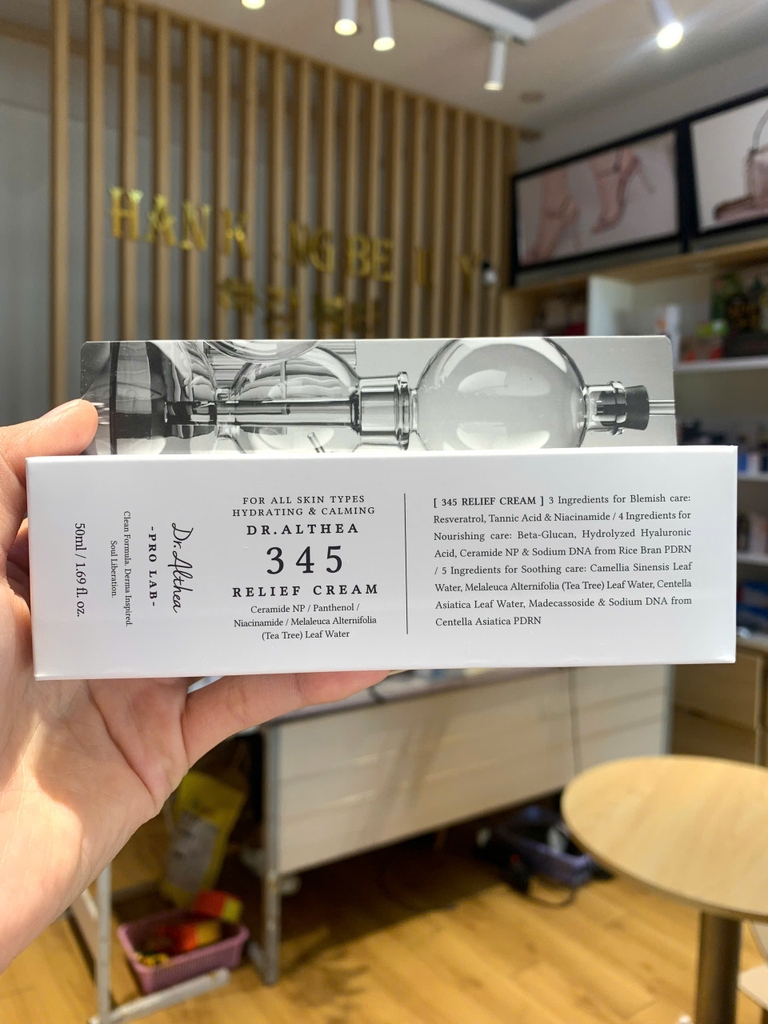 FOR ALL SKIN TYPES
HYDRATING & CALMING
DR.ALTHEA
345
RELIEF CREAM
Ceramide NP / Panthenol /
Niacinamide / Melaleuca Alternifolia
(Tea Tree) Leaf Water
[ 345 RELIEF CREAM ] 3 Ingredients for Blemish care:
Resveratrol, Tannic Acid & Niacinamide / 4 Ingredients for
Nourishing care: Beta-Glucan, Hydrolyzed Hyaluronic
Acid, Ceramide NP & Sodium DNA from Rice Bran PDRN
/ 5 Ingredients for Soothing care: Camellia Sinensis Leaf
Water, Melaleuca Alternifolia (Tea Tree) Leaf Water, Centella
Asiatica Leaf Water, Madecassoside & Sodium DNA from
Centella Asiatica PDRN
Dr.Althea
-PRO LAB-
Clean Formula. Derma Inspired.
Soul Liberation.
50ml / 1.69 fl. oz.